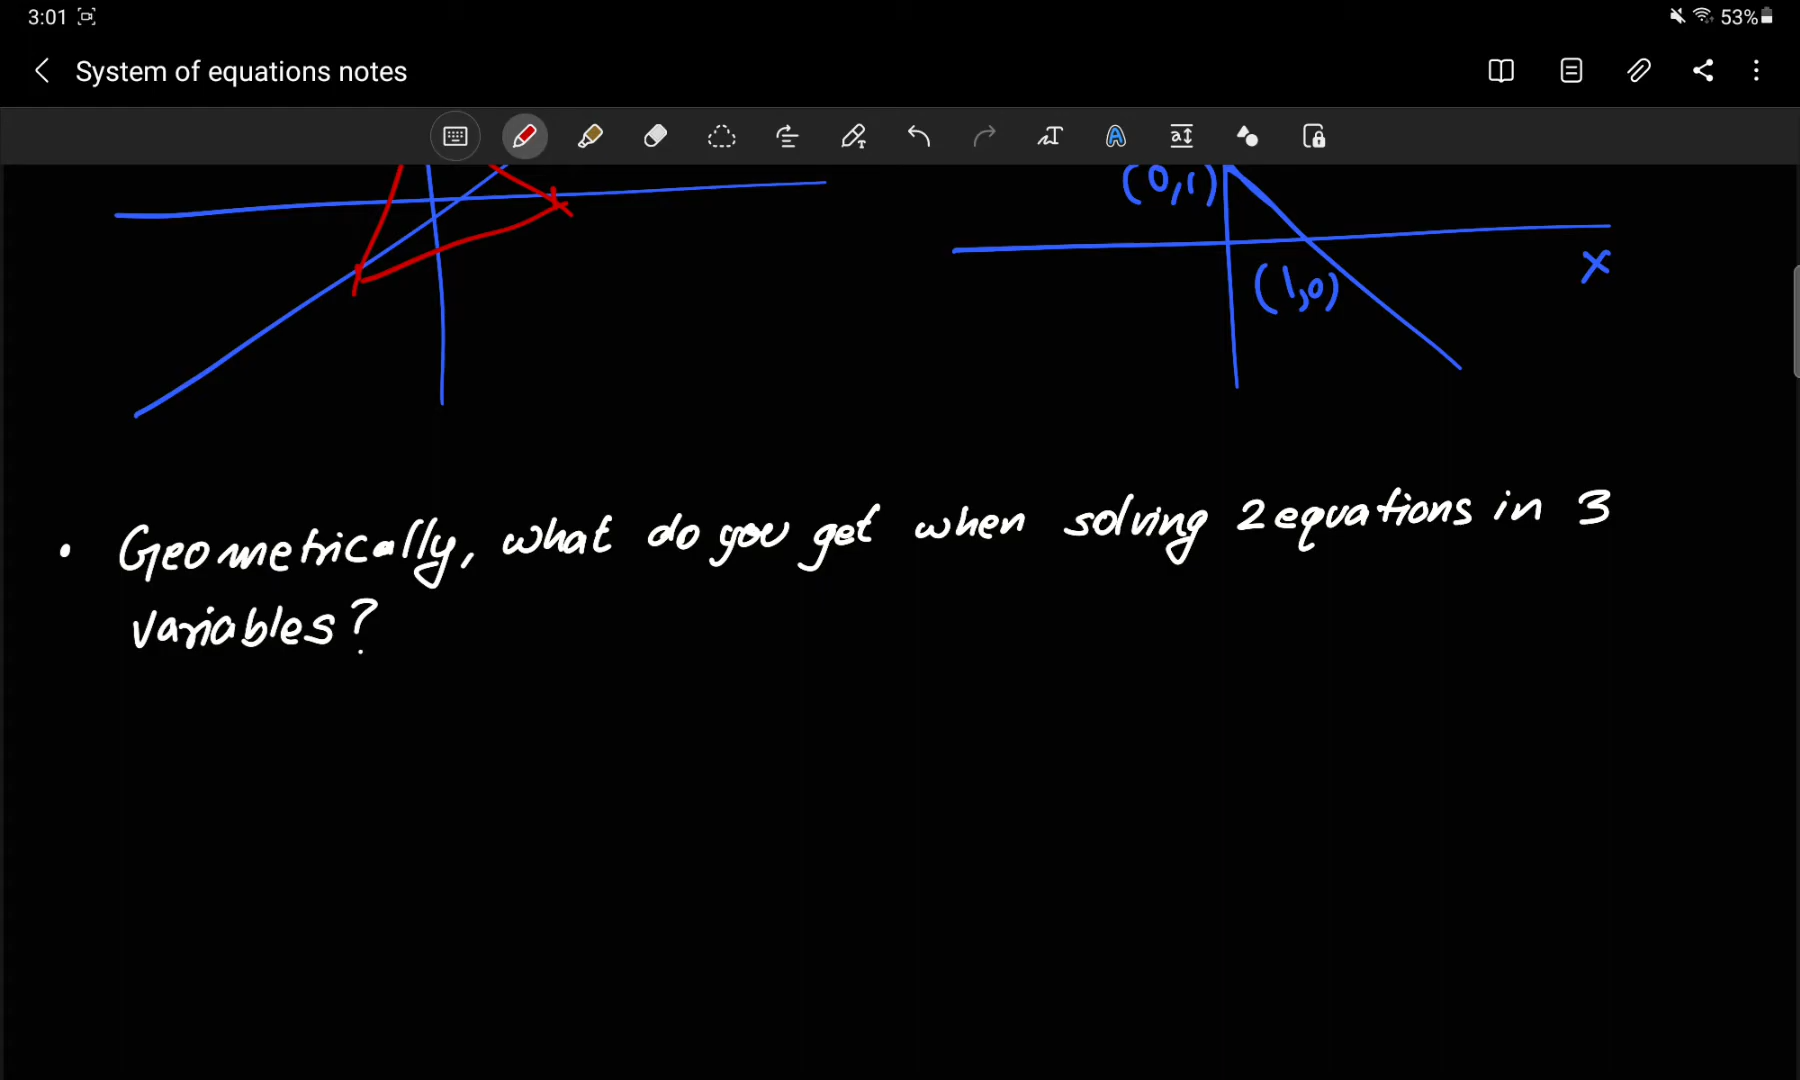 3:01 53%
System of equations notes
(0,1)
x
(1,0)
• Geometrically, what do you get when solving 2 equations in 3
variables?